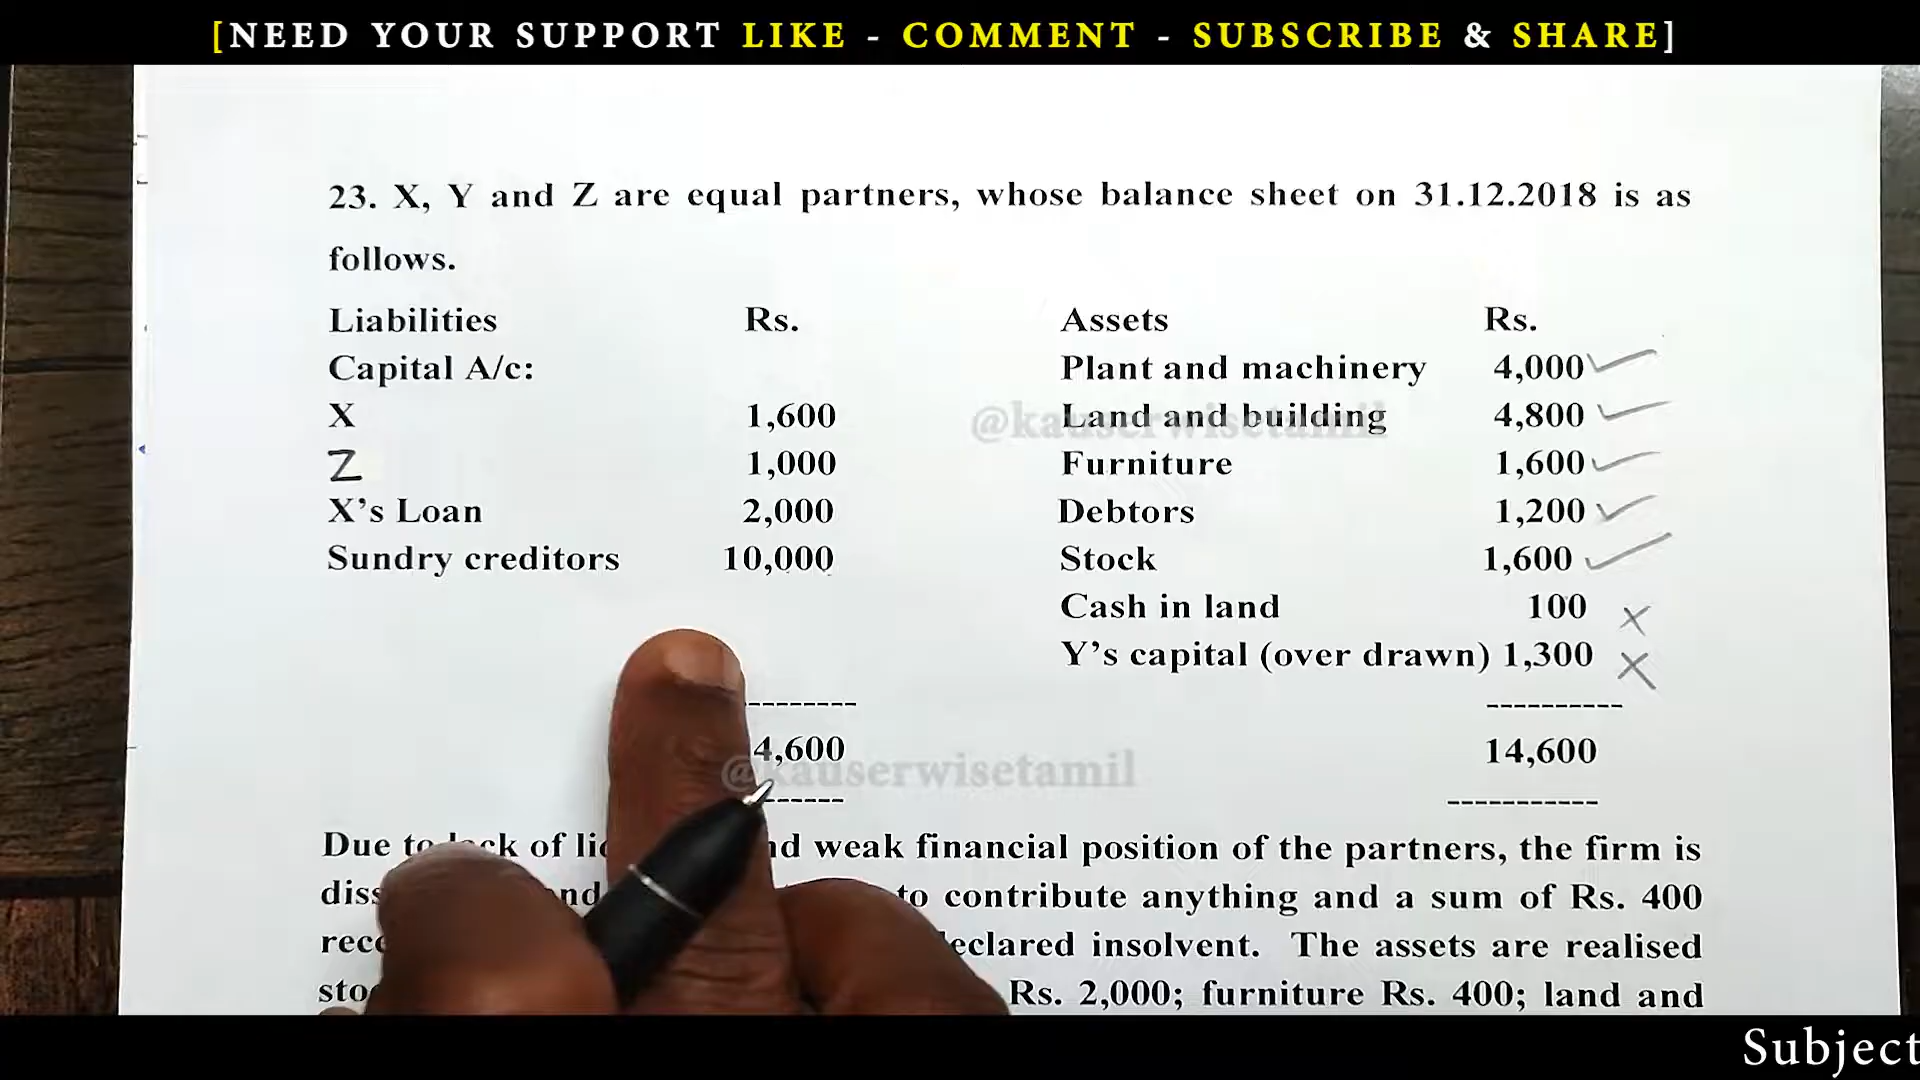 [NEED YOUR SUPPORT LIKE - COMMENT - SUBSCRIBE & SHARE]
23. X, Y and Z are equal partners, whose balance sheet on 31.12.2018 is as
follows.
Liabilities Rs. Assets Rs.
Capital A/c: Plant and machinery 4,000
X 1,600 Land and building 4,800
@kauserwisetamil
Z 1,000 Furniture 1,600
X's Loan 2,000 Debtors 1,200
Sundry creditors 10,000 Stock 1,600
Cash in land 100
Y's capital (over drawn) 1,300
4,600 14,600
@kauserwisetamil
Due to lack of and weak financial position of the partners, the firm is
to contribute anything and a sum of Rs. 400
declared insolvent. The assets are realised
Rs. 2,000; furniture Rs. 400; land and
Subject